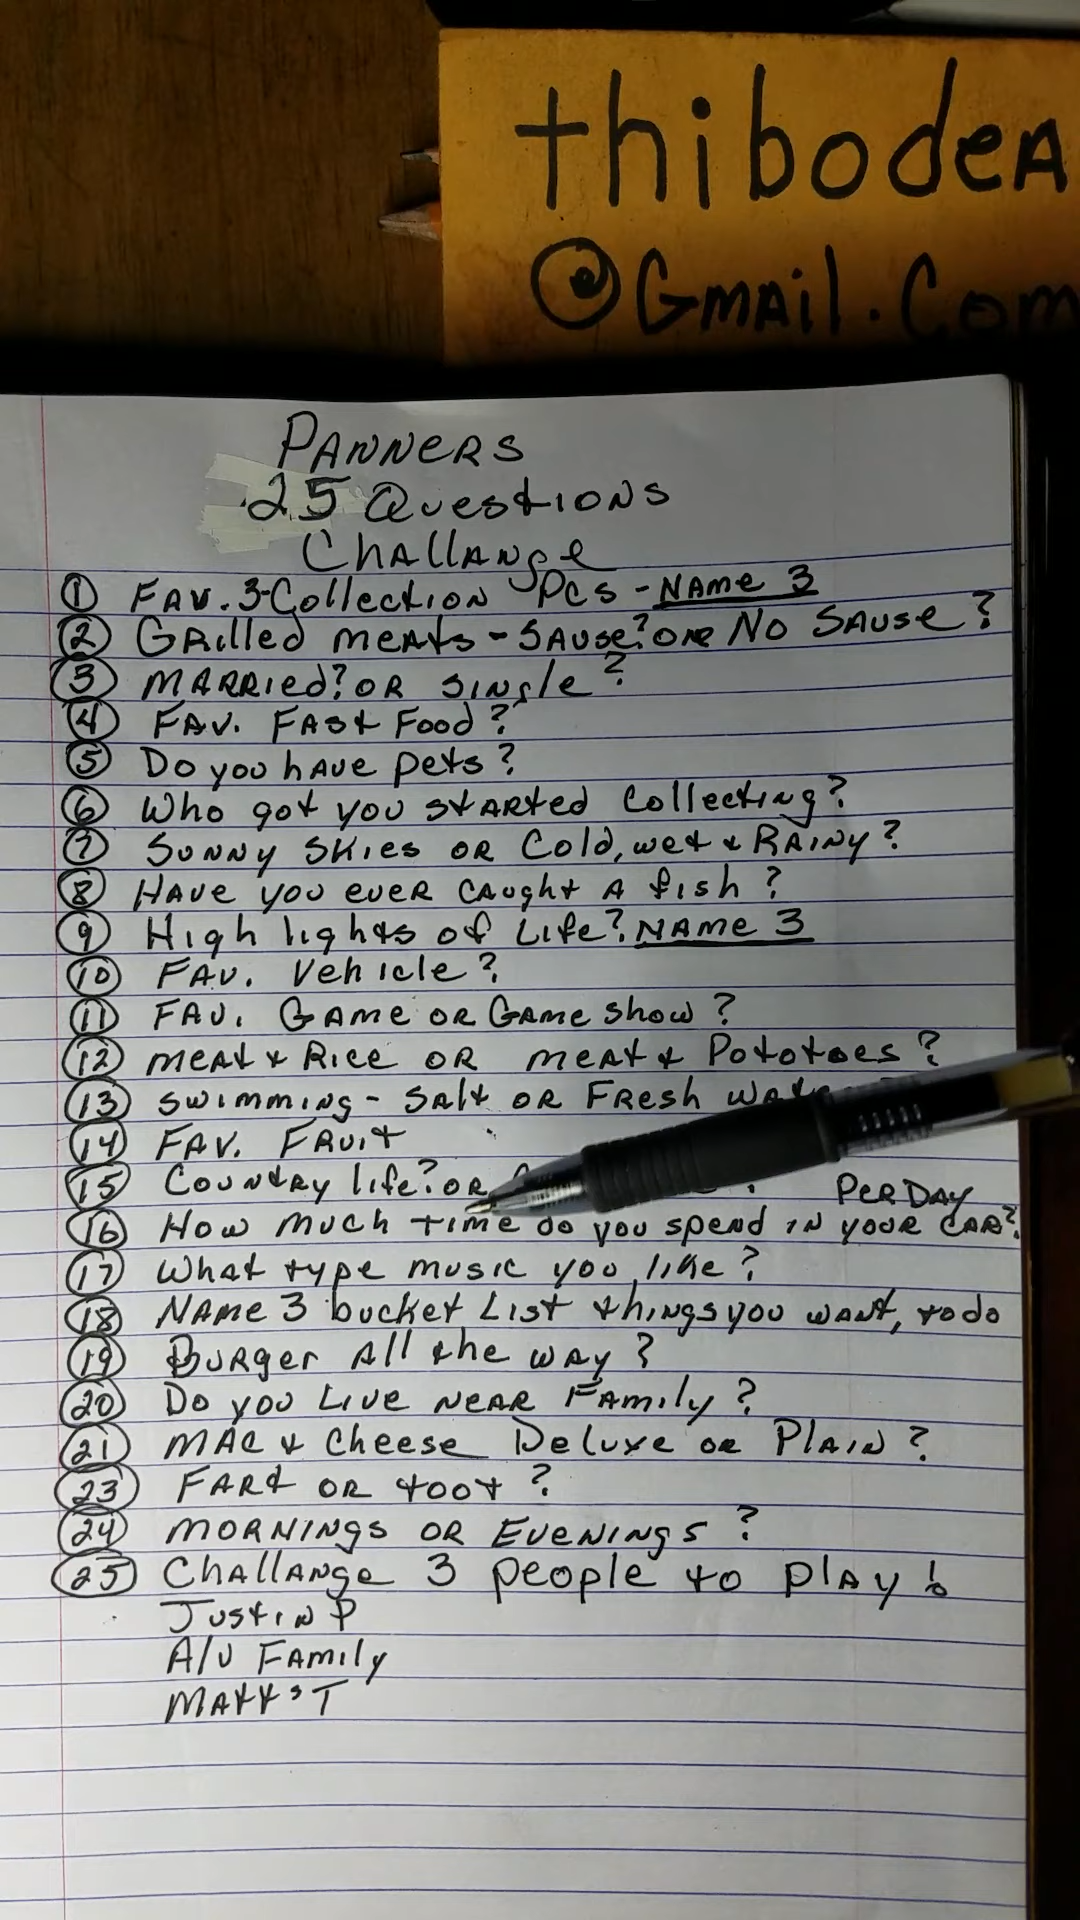 thibodeA
@GMAil.Com
PANNERS
25 QuestIONS
ChAllANge
① FAV. 3-Collection Pcs - NAME 3
② GRilled meats - SAUSE? ORE No SAUSE?
③ MARRied? OR SINgle?
④ FAV. FASt Food?
⑤ Do you hAve pets?
⑥ Who got you stARted Collecting?
⑦ SUNNY SKies OR Cold, wet & RAINy?
⑧ HAve you eveR CAught A fish?
⑨ High lights of Life? NAME 3
⑩ FAV. Vehicle?
⑪ FAV. GAME OR GAME show?
⑫ meAt & Rice OR meAt & Pototoes?
⑬ swimming - SAlt OR FResh
⑭ FAV. FRuit
⑮ CountRy life? OR
PER DAY
⑯ How much time do you spend IN youR CAR?
⑰ WhAt type music you like?
⑱ NAME 3 bucket List things you wANt, to do
⑲ BURgeR All the wAy?
⑳ Do you Live NEAR FAmily?
㉑ MAC & Cheese Deluxe OR PlAIN?
㉓ FARt OR toot?
㉔ MORNINgs OR EvENINgs?
㉕ ChAllANge 3 people to plAy!
JustIN P
A/U FAmily
MAtt's T